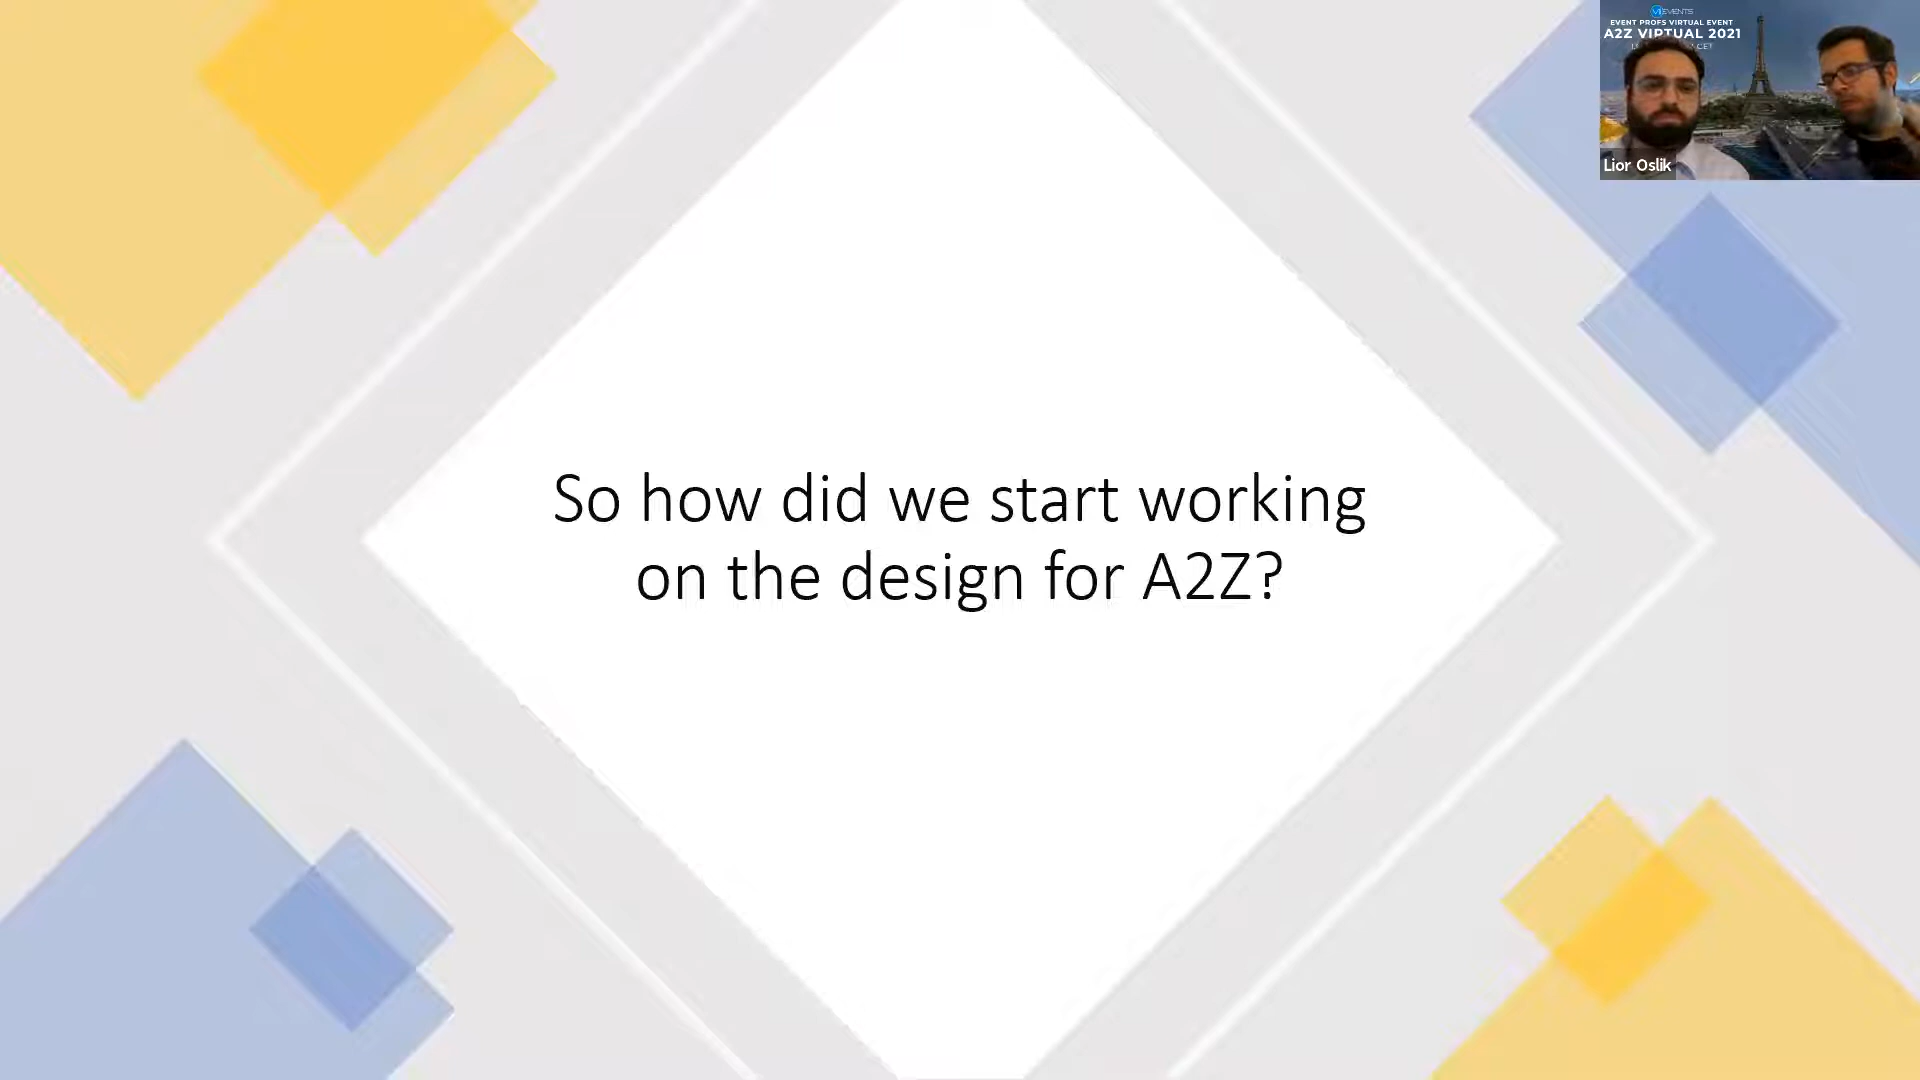 EVENTS
EVENT PROFS VIRTUAL EVENT
A2Z VIRTUAL 2021
CET
Lior Oslik
So how did we start working
on the design for A2Z?